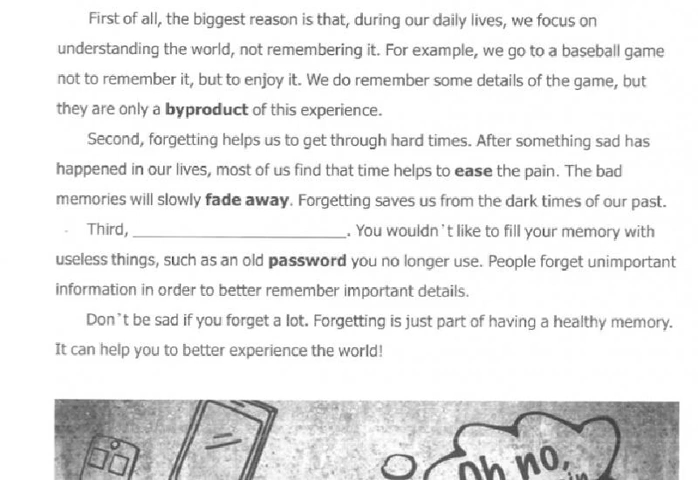 First of all, the biggest reason is that, during our daily lives, we focus on
understanding the world, not remembering it. For example, we go to a baseball game
not to remember it, but to enjoy it. We do remember some details of the game, but
they are only a byproduct of this experience.
Second, forgetting helps us to get through hard times. After something sad has
happened in our lives, most of us find that time helps to ease the pain. The bad
memories will slowly fade away. Forgetting saves us from the dark times of our past.
Third, ______________________________. You wouldn't like to fill your memory with
useless things, such as an old password you no longer use. People forget unimportant
information in order to better remember important details.
Don't be sad if you forget a lot. Forgetting is just part of having a healthy memory.
It can help you to better experience the world!
Oh no,